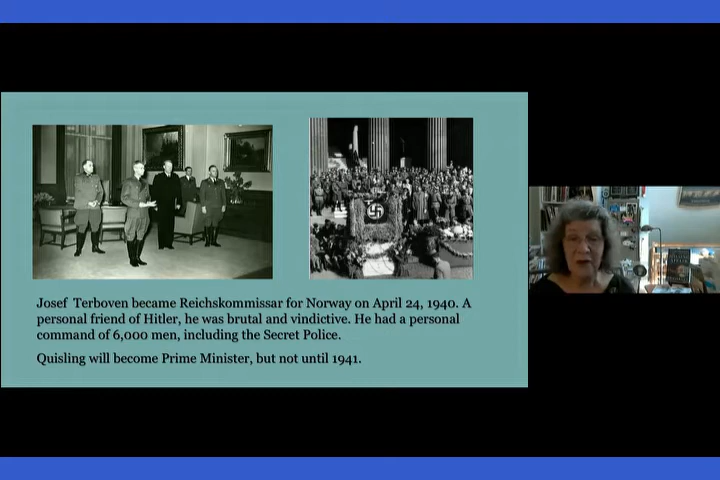 Josef Terboven became Reichskommissar for Norway on April 24, 1940. A
personal friend of Hitler, he was brutal and vindictive. He had a personal
command of 6,000 men, including the Secret Police.
Quisling will become Prime Minister, but not until 1941.